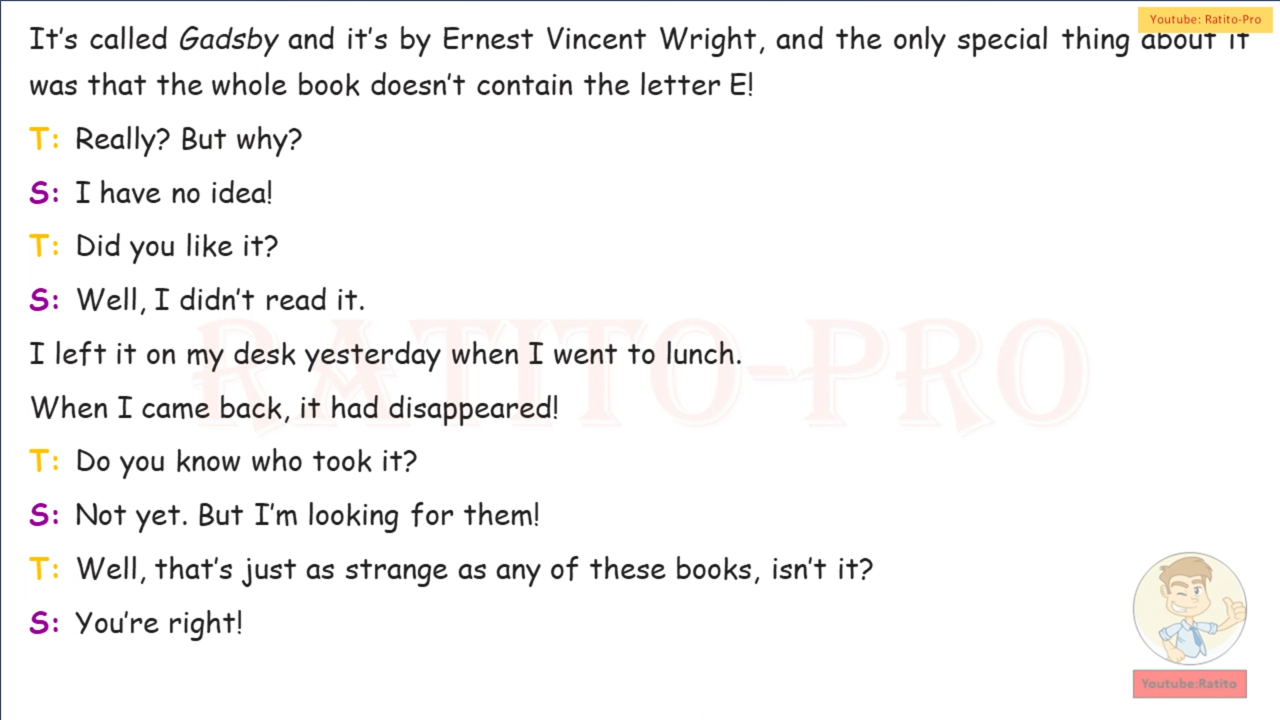 Youtube: Ratito-Pro
It's called Gadsby and it's by Ernest Vincent Wright, and the only special thing about it
was that the whole book doesn't contain the letter E!
T: Really? But why?
S: I have no idea!
T: Did you like it?
S: Well, I didn't read it.
I left it on my desk yesterday when I went to lunch.
When I came back, it had disappeared!
T: Do you know who took it?
S: Not yet. But I'm looking for them!
T: Well, that's just as strange as any of these books, isn't it?
S: You're right!
RATITO-PRO
Youtube:Ratito